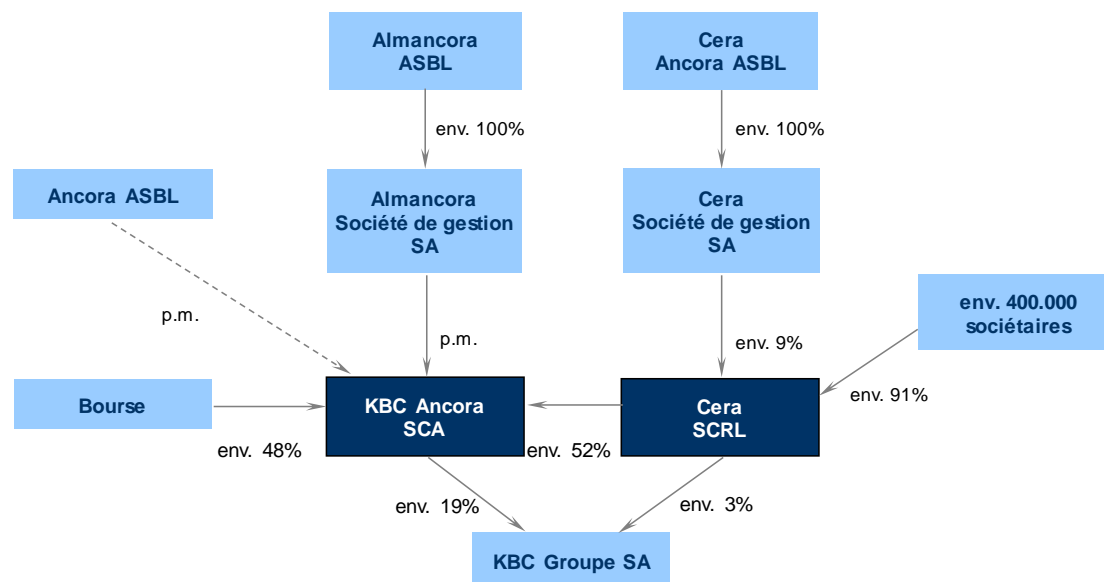 Almancora
ASBL
Cera
Ancora ASBL
env. 100%
env. 100%
Ancora ASBL
Almancora
Société de gestion
SA
Cera
Société de gestion
SA
env. 400.000
sociétaires
p.m.
p.m.
env. 9%
env. 91%
Bourse
KBC Ancora
SCA
Cera
SCRL
env. 48%
env. 52%
env. 19%
env. 3%
KBC Groupe SA